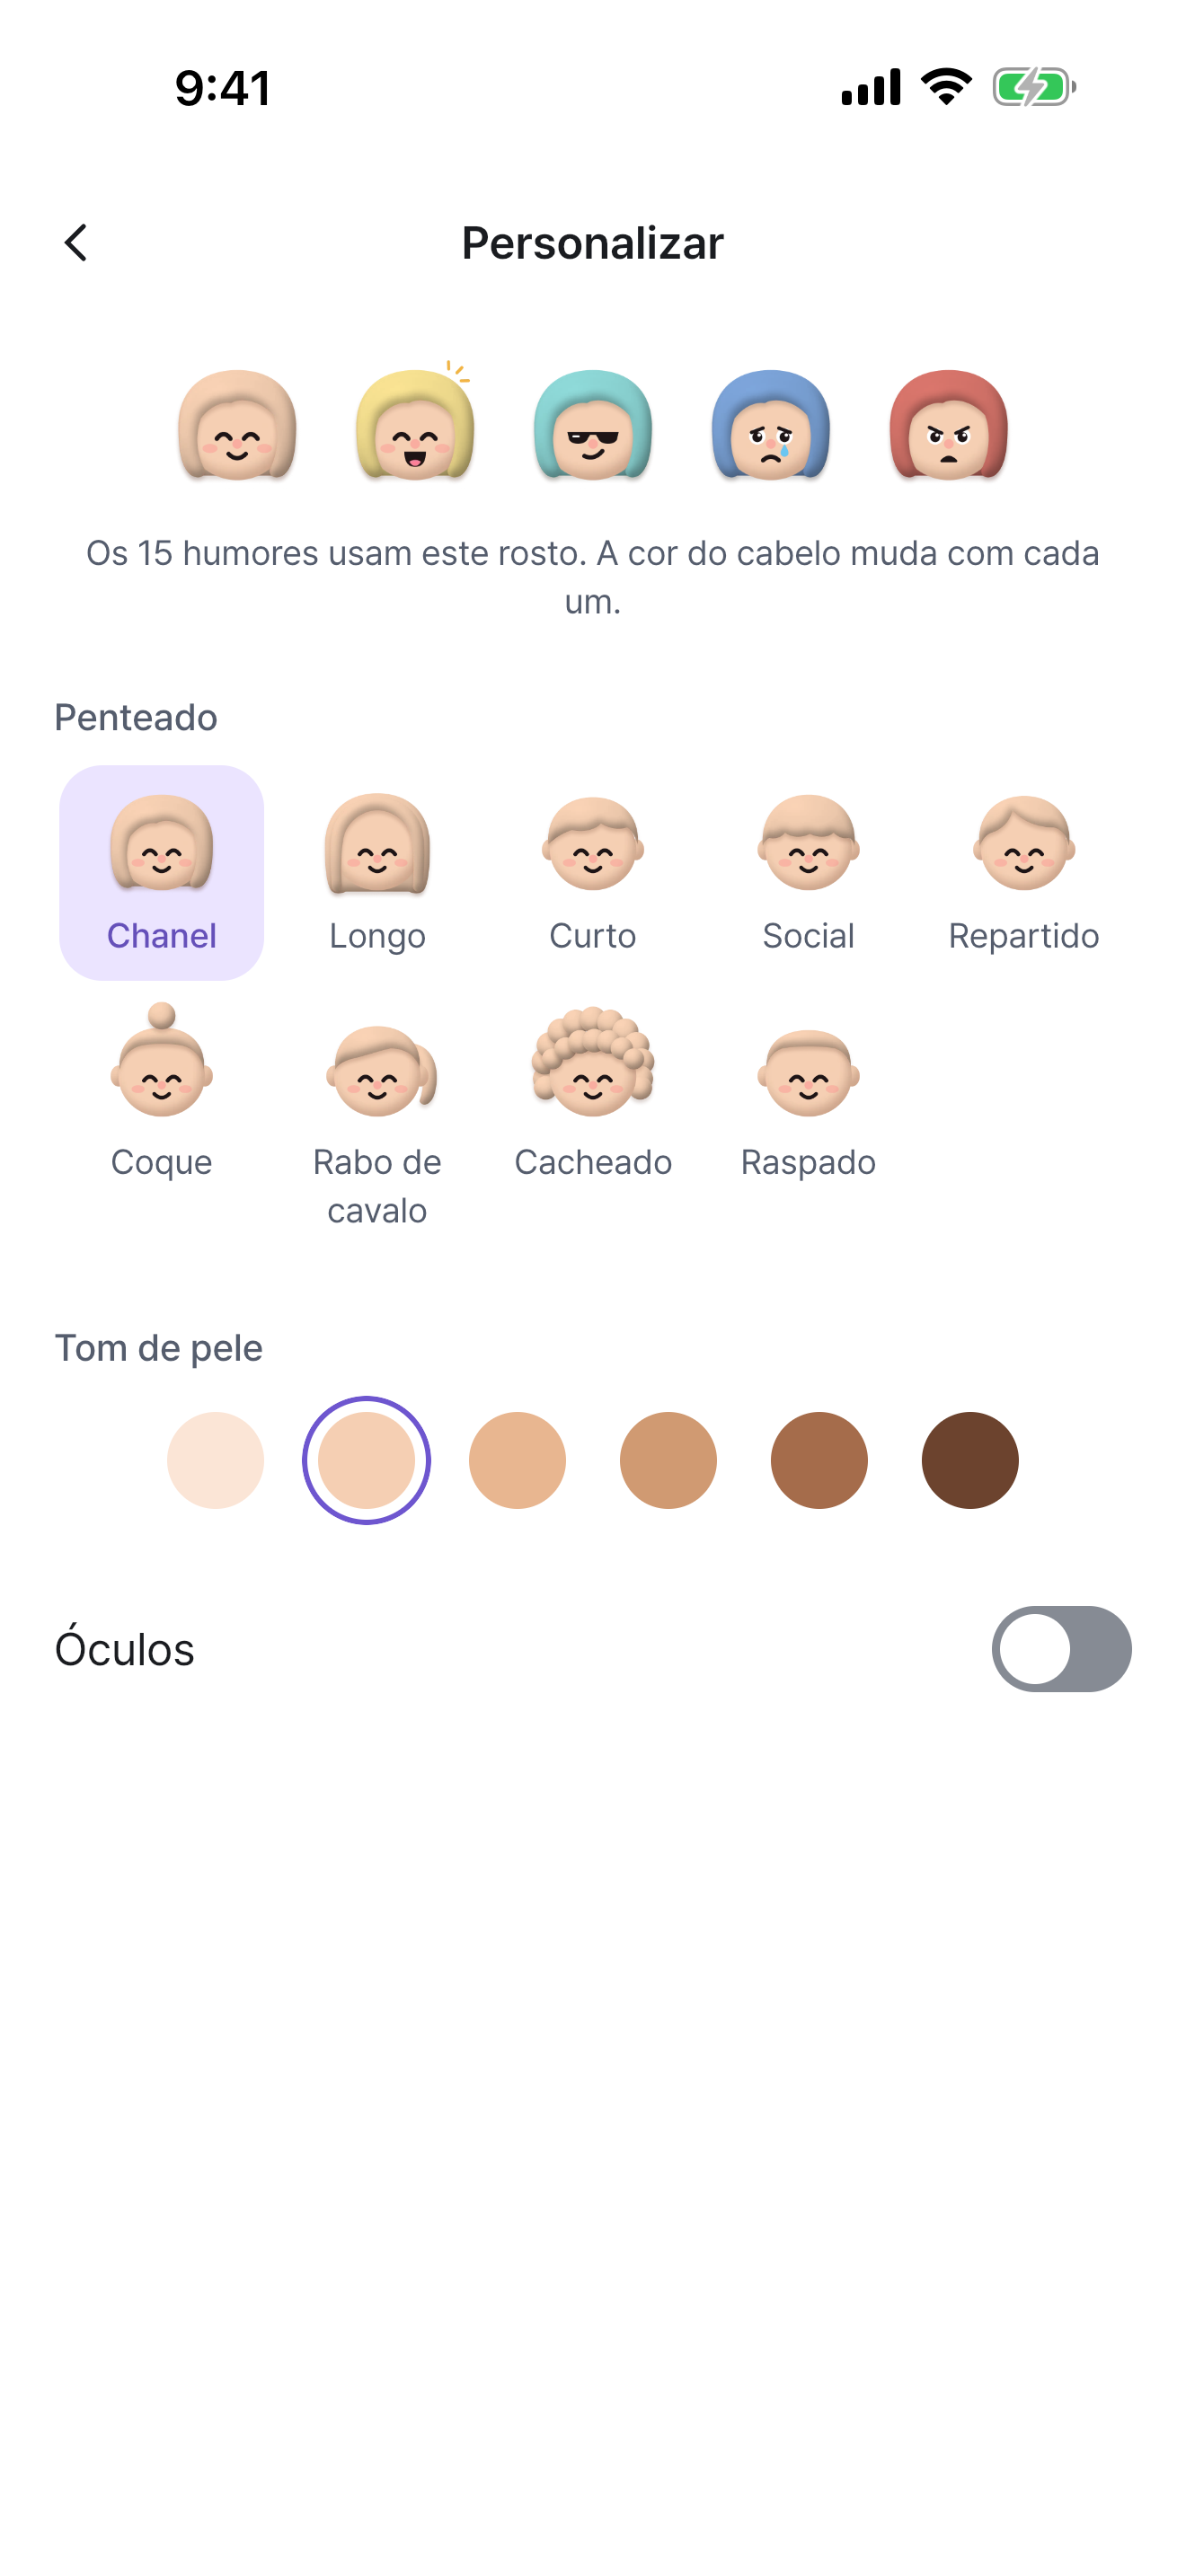 9:41
Personalizar
Os 15 humores usam este rosto. A cor do cabelo muda com cada
um.
Penteado
Chanel
Longo
Curto
Social
Repartido
Coque
Rabo de
cavalo
Cacheado
Raspado
Tom de pele
Óculos